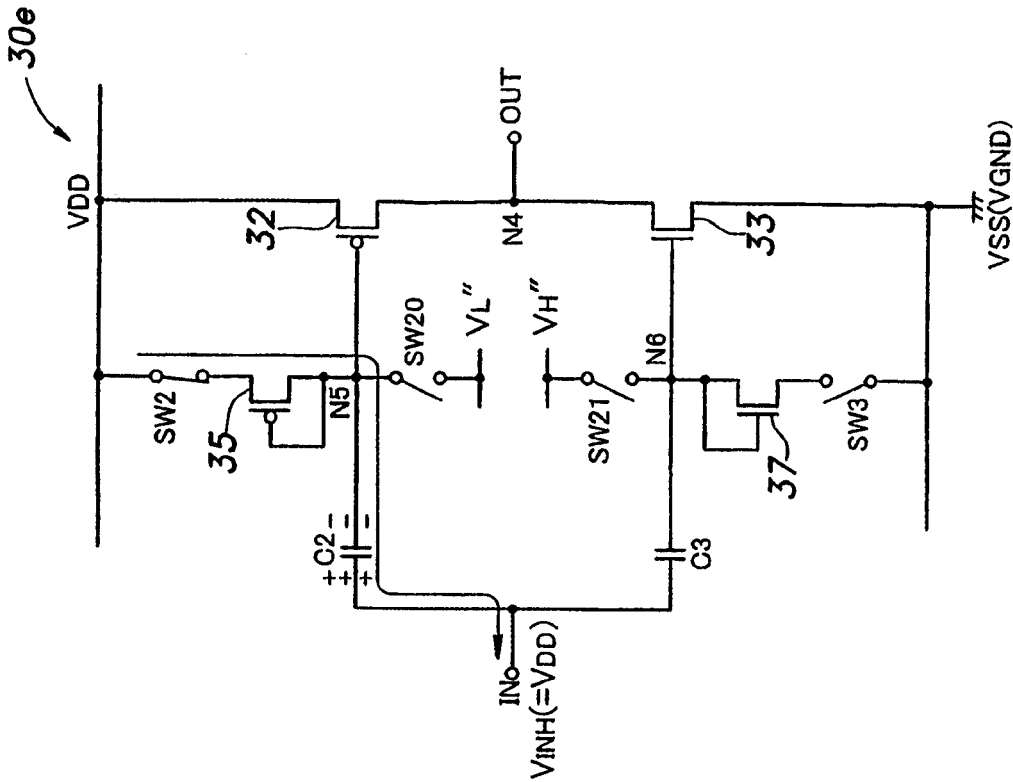 30e
VDD
32
SW2
35
N5
SW20
VL"
N4
OUT
+++ C2 - - -
VH"
SW21
N6
33
C3
37
SW3
IN
VINH(=VDD)
VSS(VGND)